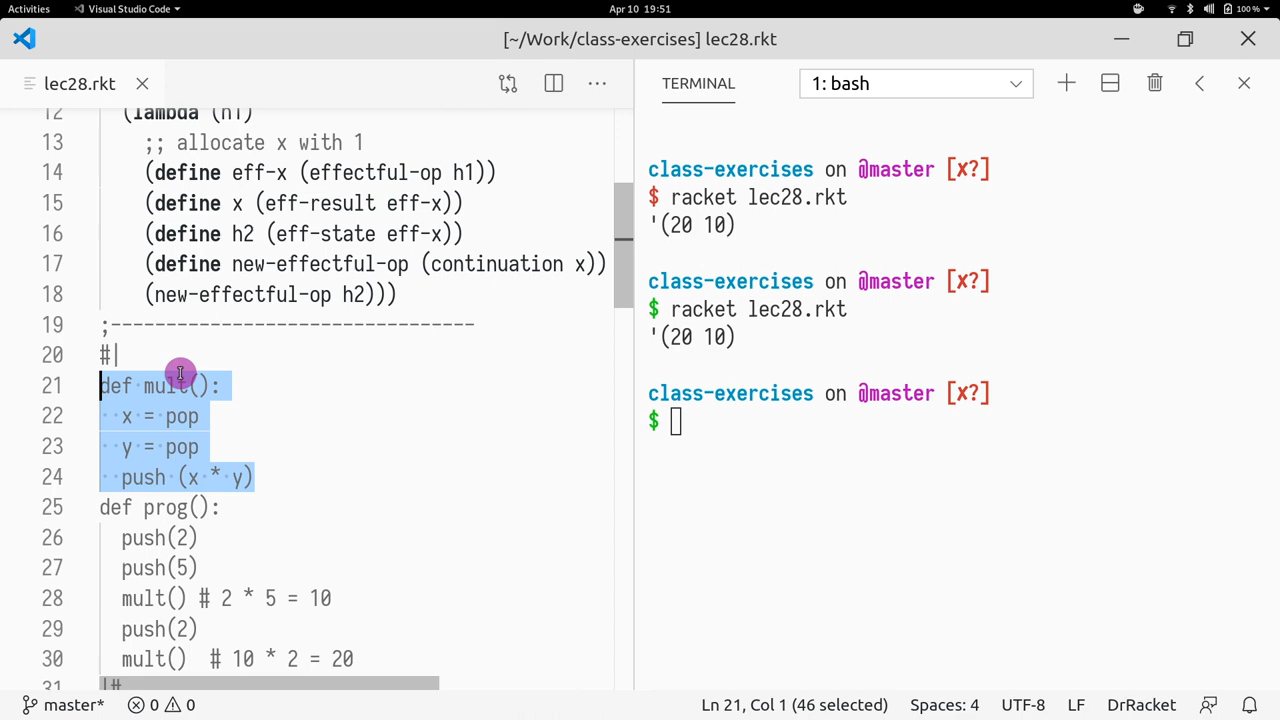 Activities
Visual Studio Code
Apr 10 19:51
100%
[~/Work/class-exercises] lec28.rkt
lec28.rkt
TERMINAL
1: bash
12 (lambda (h1)
13 ;; allocate x with 1
14 (define eff-x (effectful-op h1))
15 (define x (eff-result eff-x))
16 (define h2 (eff-state eff-x))
17 (define new-effectful-op (continuation x))
18 (new-effectful-op h2)))
19 ;---------------------------------
20 #|
21 def mult():
22 x = pop
23 y = pop
24 push (x * y)
25 def prog():
26 push(2)
27 push(5)
28 mult() # 2 * 5 = 10
29 push(2)
30 mult() # 10 * 2 = 20
31 |#
class-exercises on @master [x?]
$ racket lec28.rkt
'(20 10)
class-exercises on @master [x?]
$ racket lec28.rkt
'(20 10)
class-exercises on @master [x?]
$
master*
0
0
Ln 21, Col 1 (46 selected)
Spaces: 4
UTF-8
LF
DrRacket